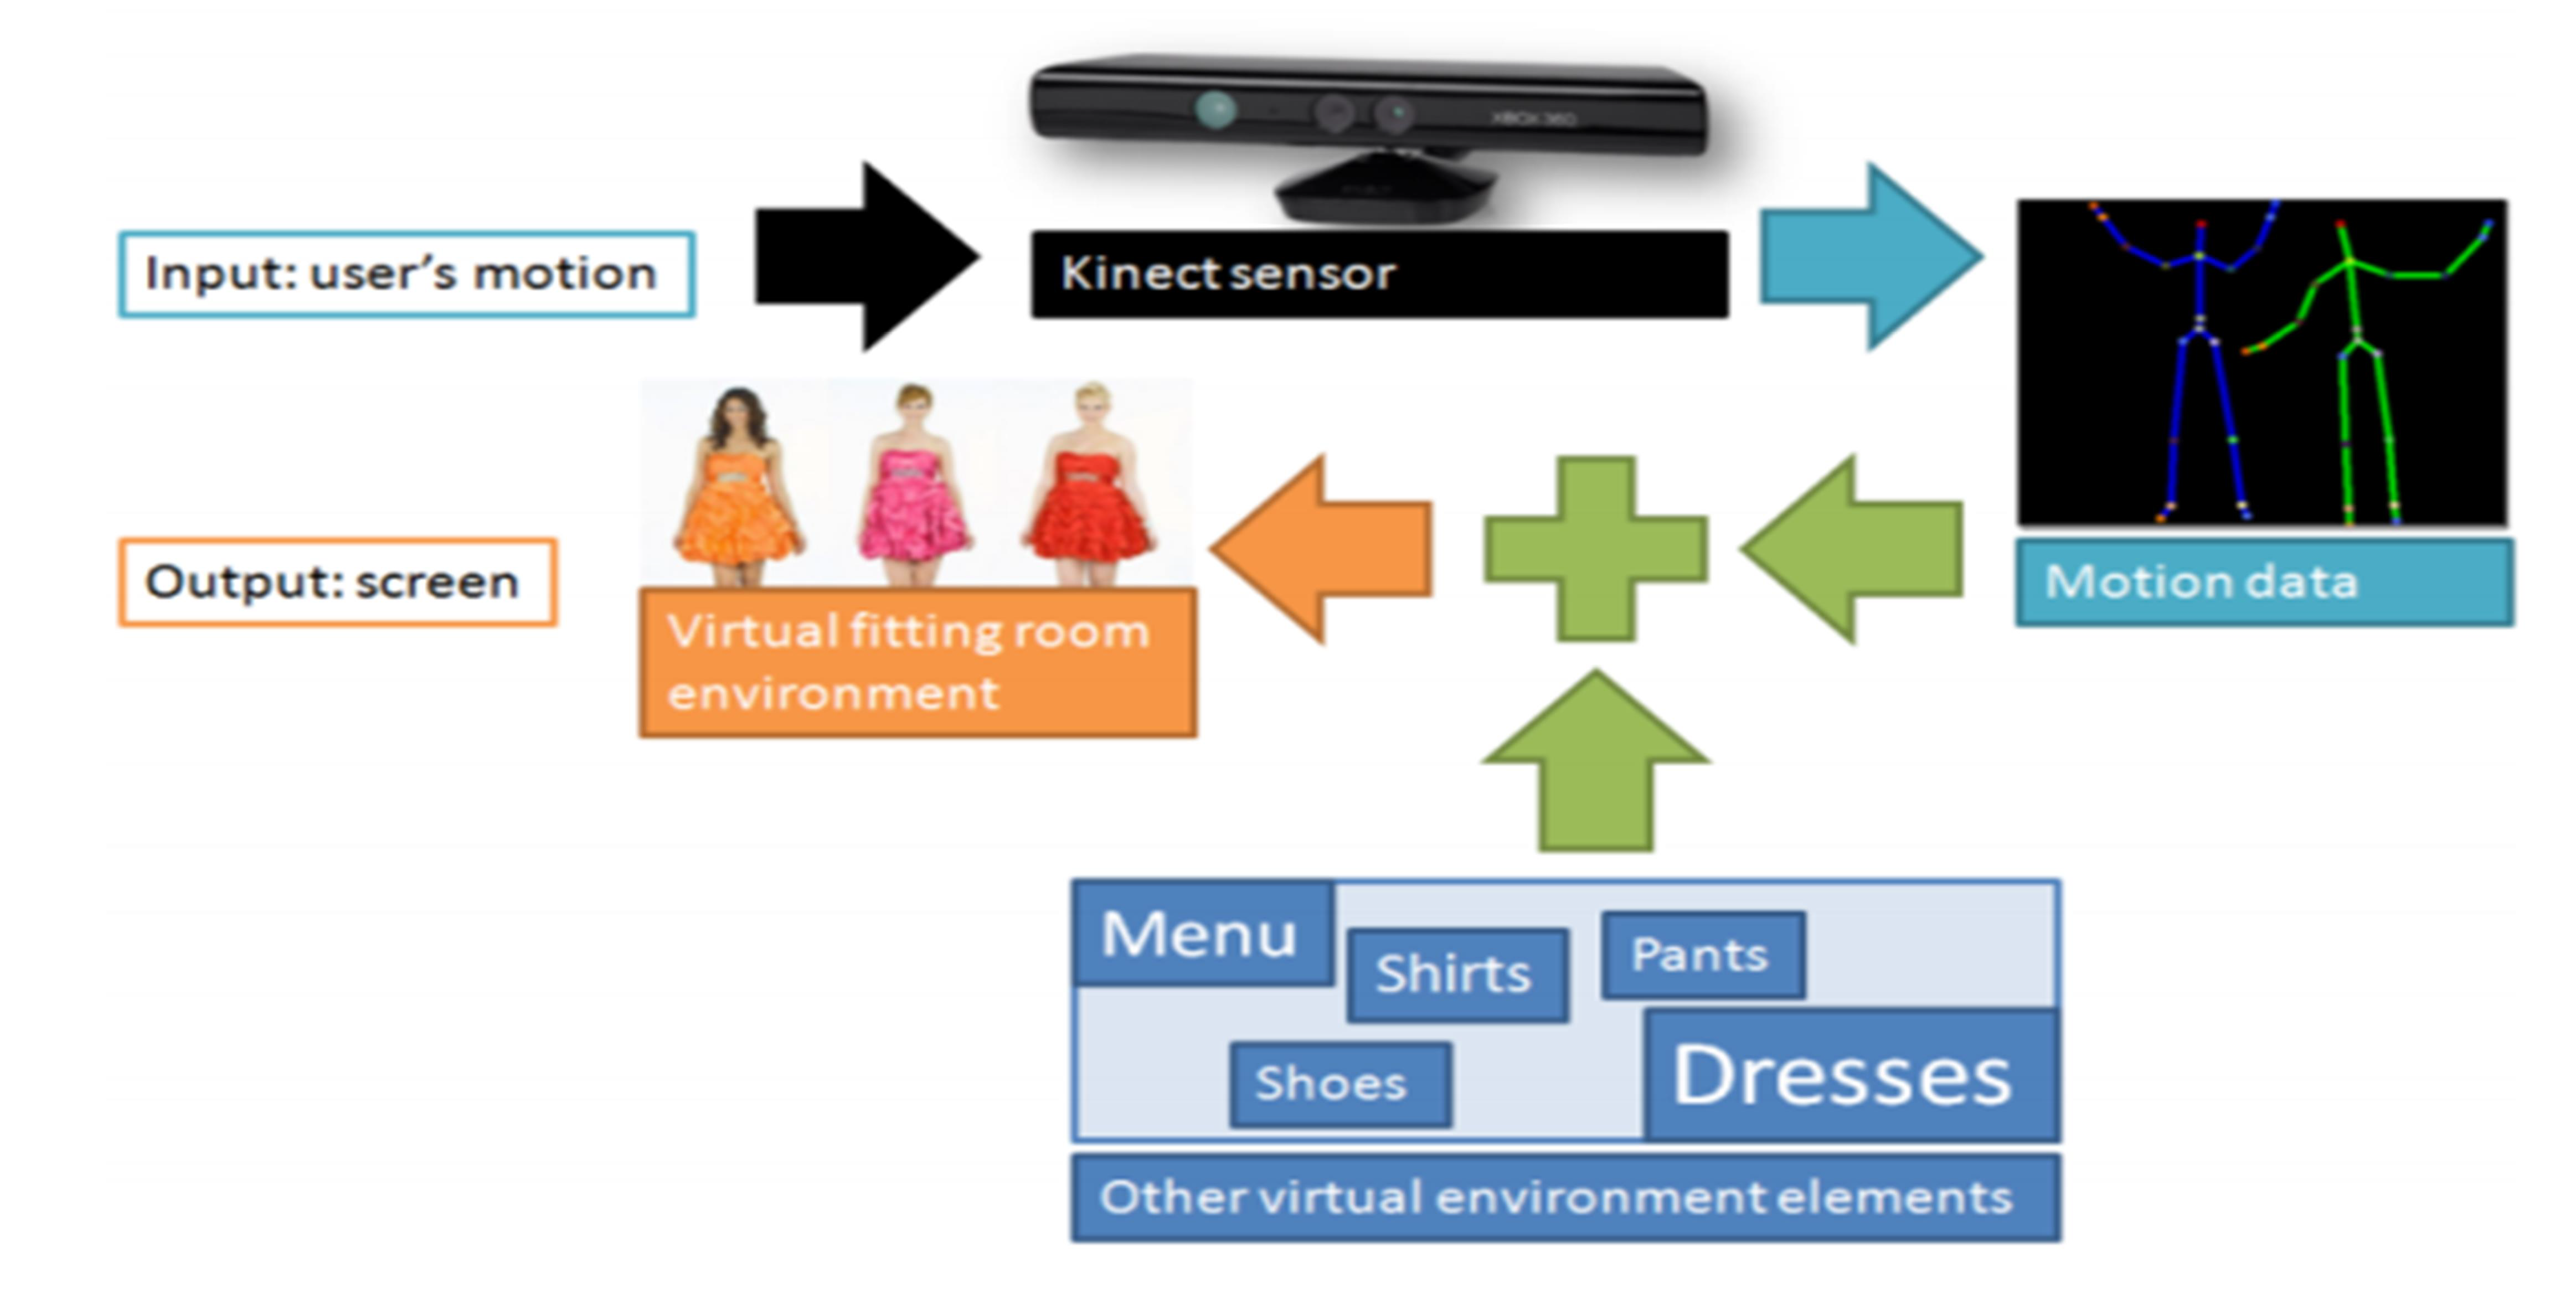 XBOX 360
Input: user's motion
Kinect sensor
Output: screen
Virtual fitting room
environment
Motion data
Menu
Shirts
Pants
Shoes
Dresses
Other virtual environment elements